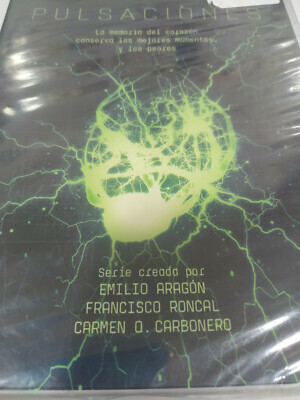 PULSACIONES
La memoria del corazón
conserva los mejores momentos,
y los peores
Serie creada por
EMILIO ARAGÓN
FRANCISCO RONCAL
CARMEN O. CARBONERO